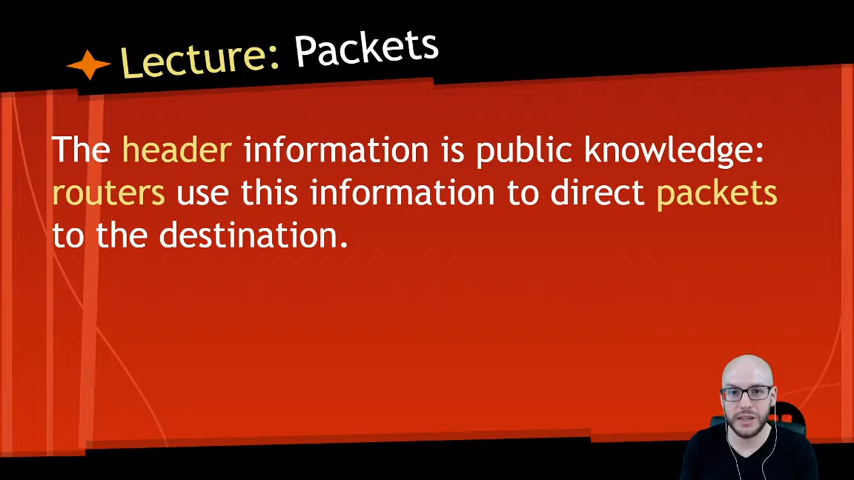 Lecture: Packets
The header information is public knowledge:
routers use this information to direct packets
to the destination.